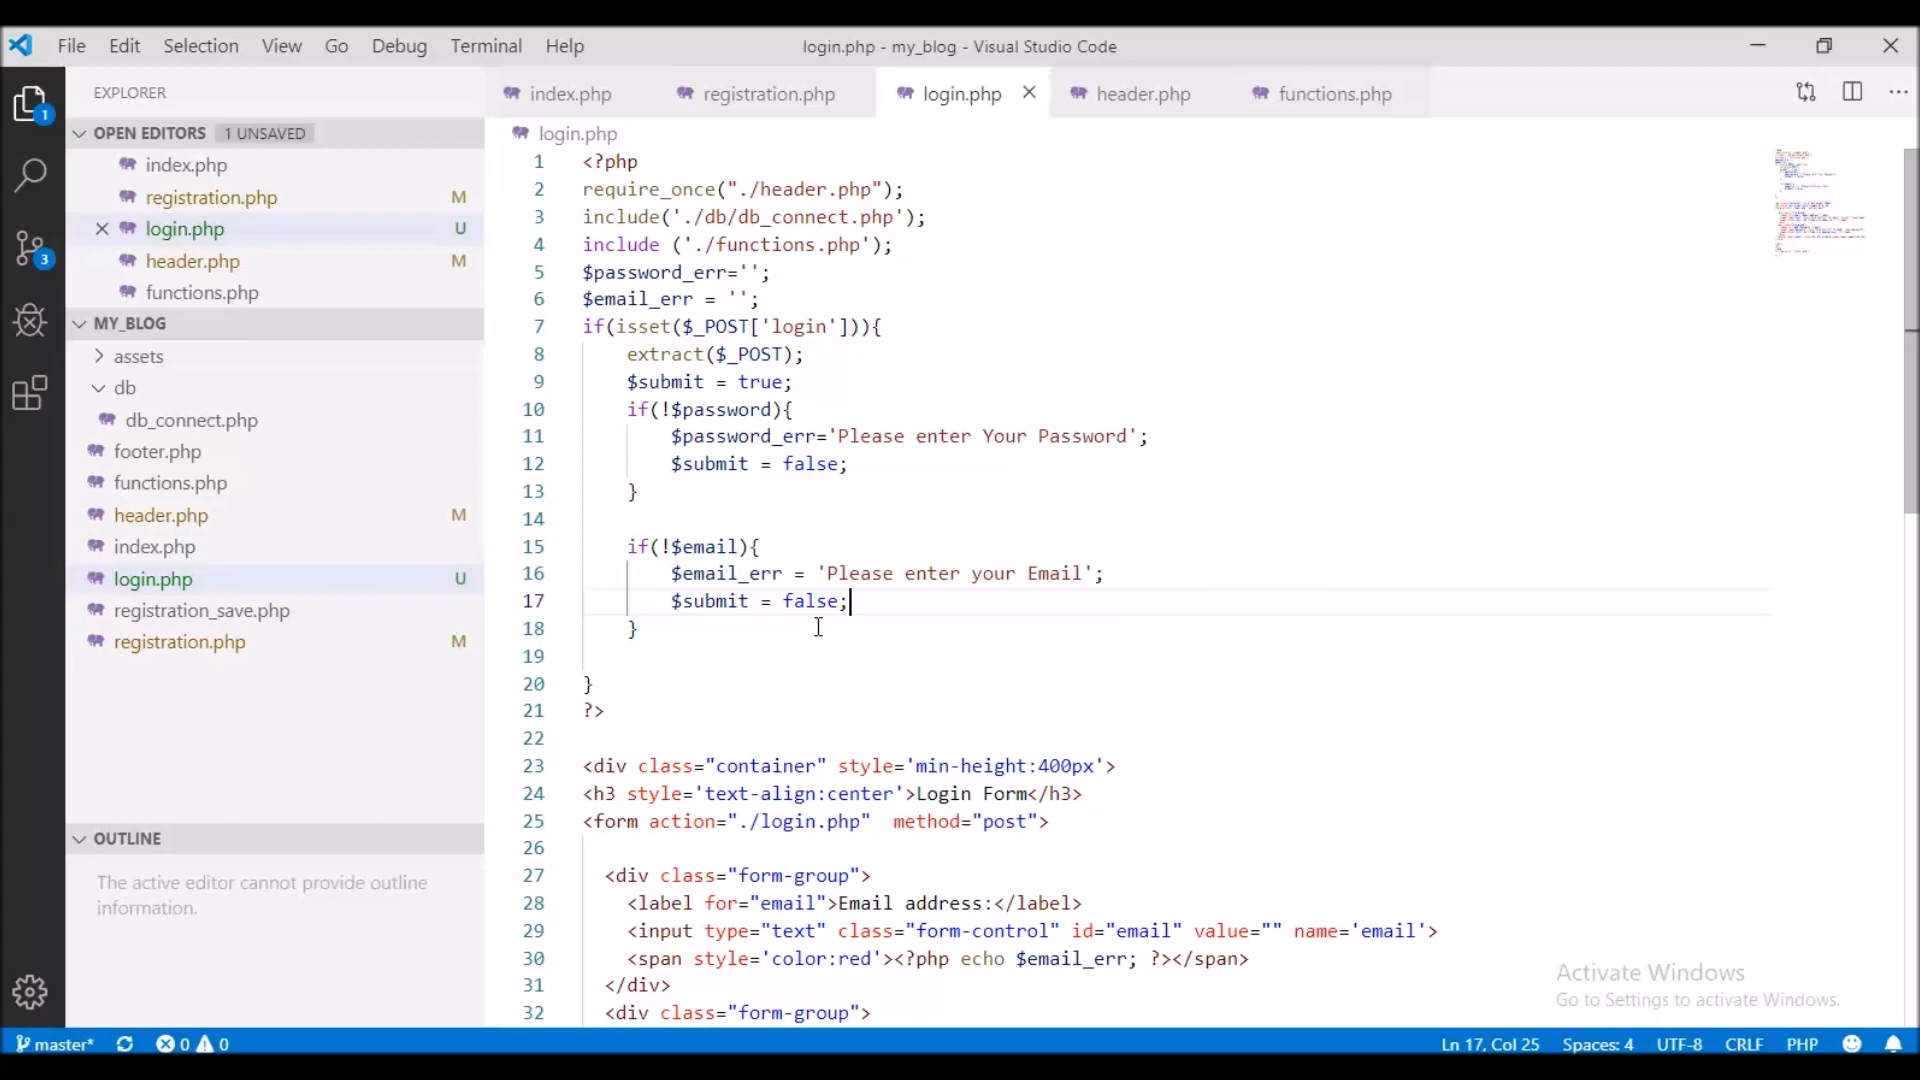 File Edit Selection View Go Debug Terminal Help login.php - my_blog - Visual Studio Code
EXPLORER
OPEN EDITORS 1 UNSAVED
index.php
registration.php M
login.php U
header.php M
functions.php
MY_BLOG
assets
db
db_connect.php
footer.php
functions.php
header.php M
index.php
login.php U
registration_save.php
registration.php M
OUTLINE
The active editor cannot provide outline
information.
index.php registration.php login.php header.php functions.php
login.php
1 <?php
2 require_once("./header.php");
3 include('./db/db_connect.php');
4 include ('./functions.php');
5 $password_err='';
6 $email_err = '';
7 if(isset($_POST['login'])){
8 extract($_POST);
9 $submit = true;
10 if(!$password){
11 $password_err='Please enter Your Password';
12 $submit = false;
13 }
14
15 if(!$email){
16 $email_err = 'Please enter your Email';
17 $submit = false;
18 }
19
20 }
21 ?>
22
23 <div class="container" style='min-height:400px'>
24 <h3 style='text-align:center'>Login Form</h3>
25 <form action="./login.php"  method="post">
26
27 <div class="form-group">
28 <label for="email">Email address:</label>
29 <input type="text" class="form-control" id="email" value="" name='email'>
30 <span style='color:red'><?php echo $email_err; ?></span>
31 </div>
32 <div class="form-group">
Activate Windows
Go to Settings to activate Windows.
1
3
master* 0 0 Ln 17, Col 25 Spaces: 4 UTF-8 CRLF PHP